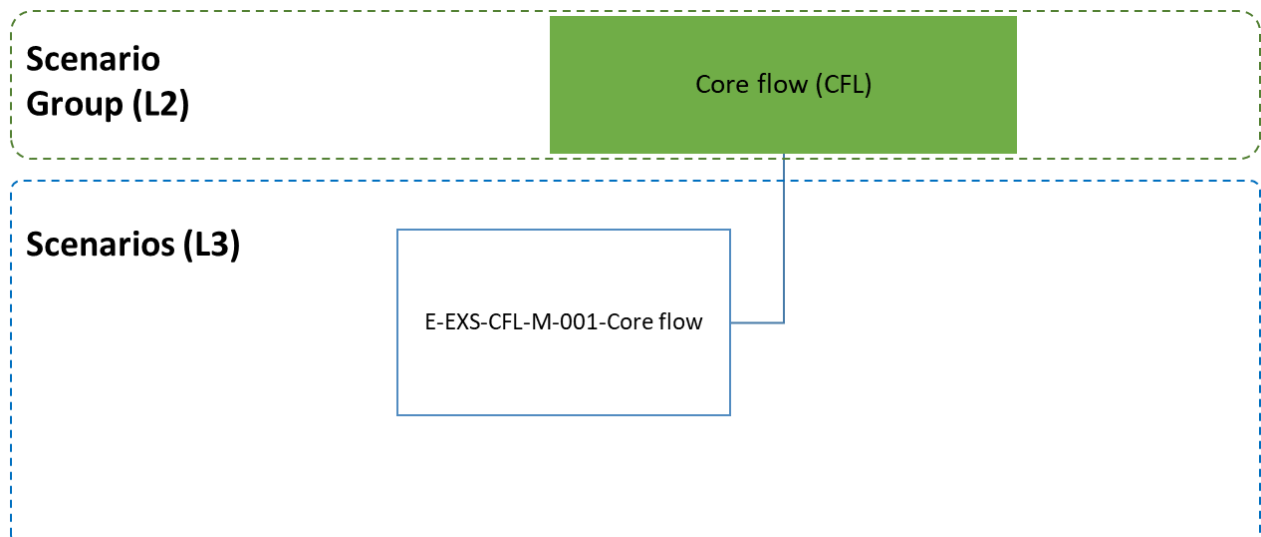 Scenario
Group (L2)
Core flow (CFL)
Scenarios (L3)
E-EXS-CFL-M-001-Core flow